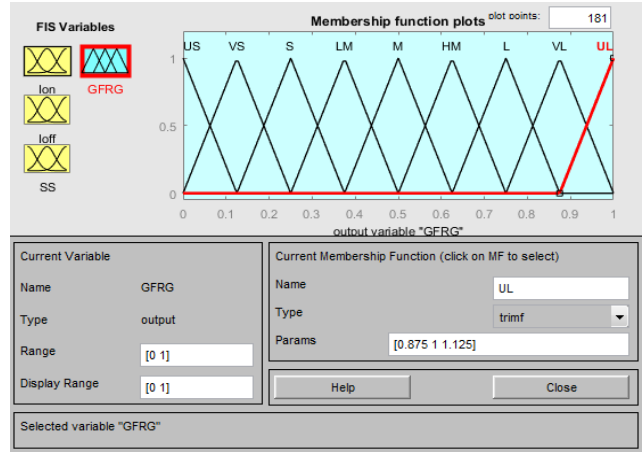 FIS Variables
Ion
GFRG
Ioff
SS
Membership function plots
plot points:
181
US VS S LM M HM L VL UL
1
0.5
0
0 0.1 0.2 0.3 0.4 0.5 0.6 0.7 0.8 0.9 1
output variable "GFRG"
Current Variable
Name GFRG
Type output
Range [0 1]
Display Range [0 1]
Current Membership Function (click on MF to select)
Name UL
Type trimf
Params [0.875 1 1.125]
Help Close
Selected variable "GFRG"